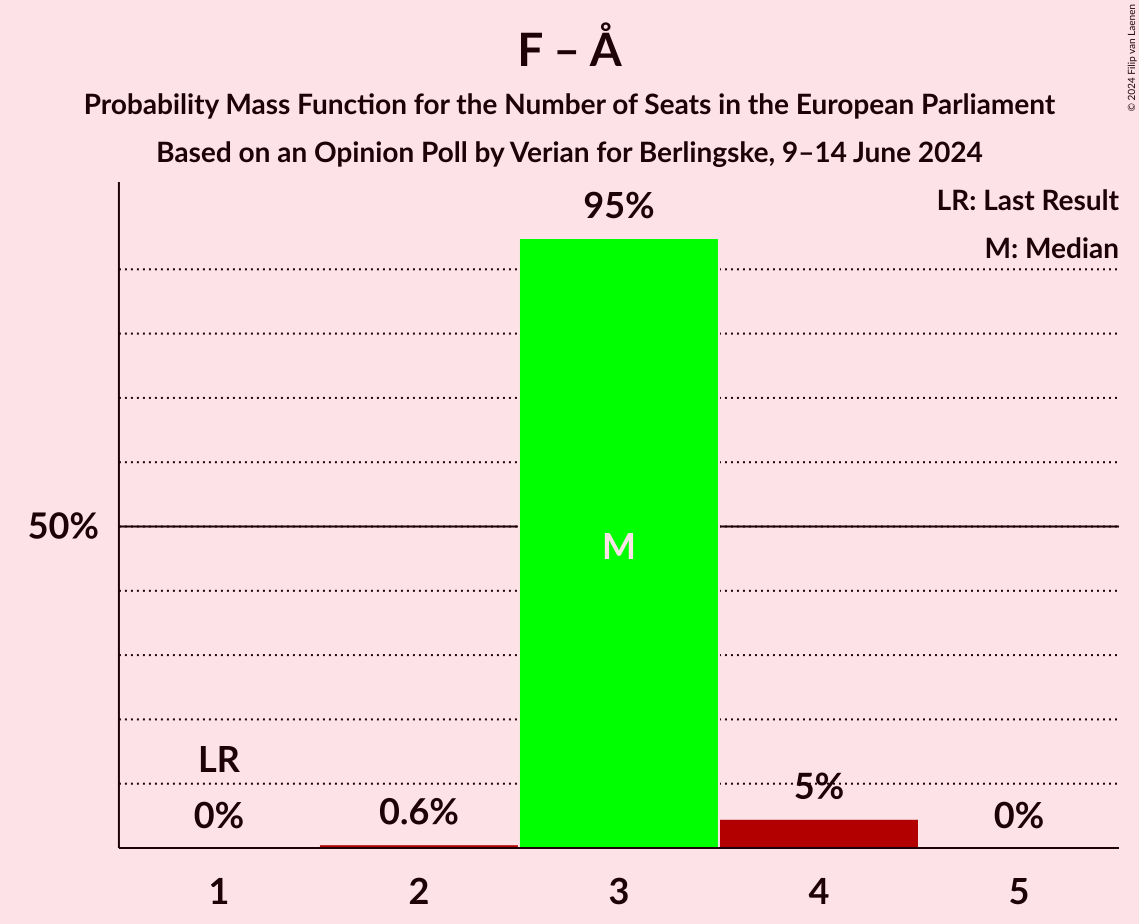 F – Å
Probability Mass Function for the Number of Seats in the European Parliament
Based on an Opinion Poll by Verian for Berlingske, 9–14 June 2024
© 2024 Filip van Laenen
LR: Last Result
M: Median
95%
50%
M
LR
0%
0.6%
5%
0%
1
2
3
4
5